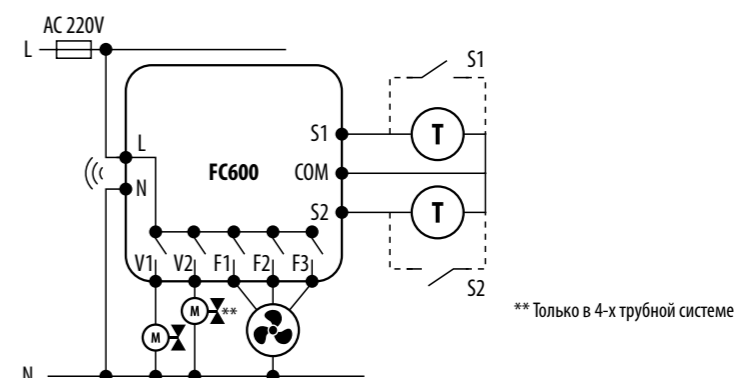 AC 220V
L
S1
L
S1
T
FC600
COM
N
S2
T
V1 V2 F1 F2 F3
S2
M
**
** Только в 4-х трубной системе
M
N